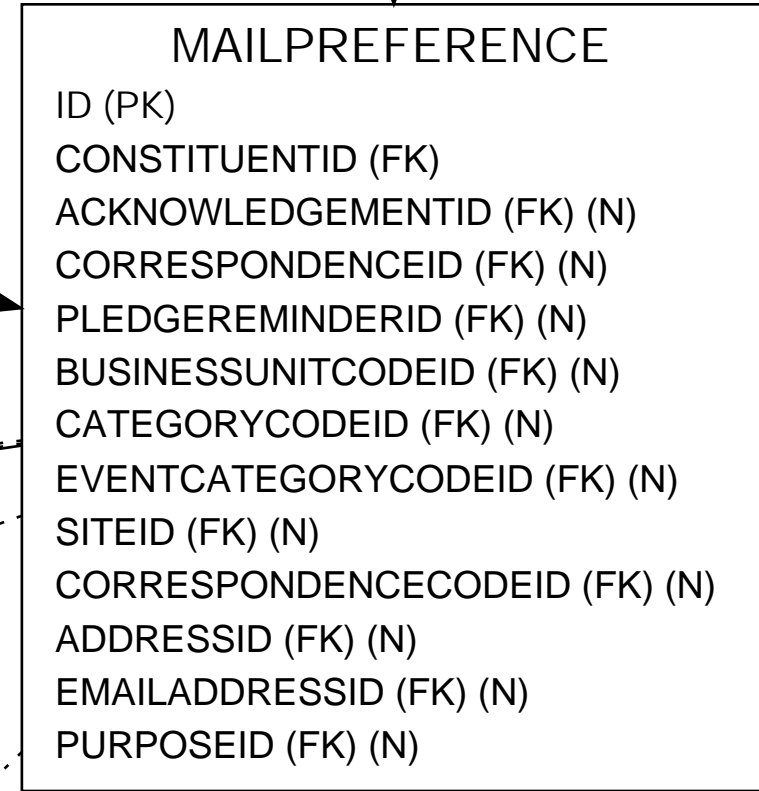 MAILPREFERENCE
ID (PK)
CONSTITUENTID (FK)
ACKNOWLEDGEMENTID (FK) (N)
CORRESPONDENCEID (FK) (N)
PLEDGEREMINDERID (FK) (N)
BUSINESSUNITCODEID (FK) (N)
CATEGORYCODEID (FK) (N)
EVENTCATEGORYCODEID (FK) (N)
SITEID (FK) (N)
CORRESPONDENCECODEID (FK) (N)
ADDRESSID (FK) (N)
EMAILADDRESSID (FK) (N)
PURPOSEID (FK) (N)